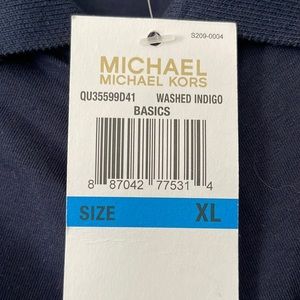 S209-0004
MICHAEL
MICHAEL KORS
QU35599D41 WASHED INDIGO
BASICS
8 87042 77531 4
SIZE XL